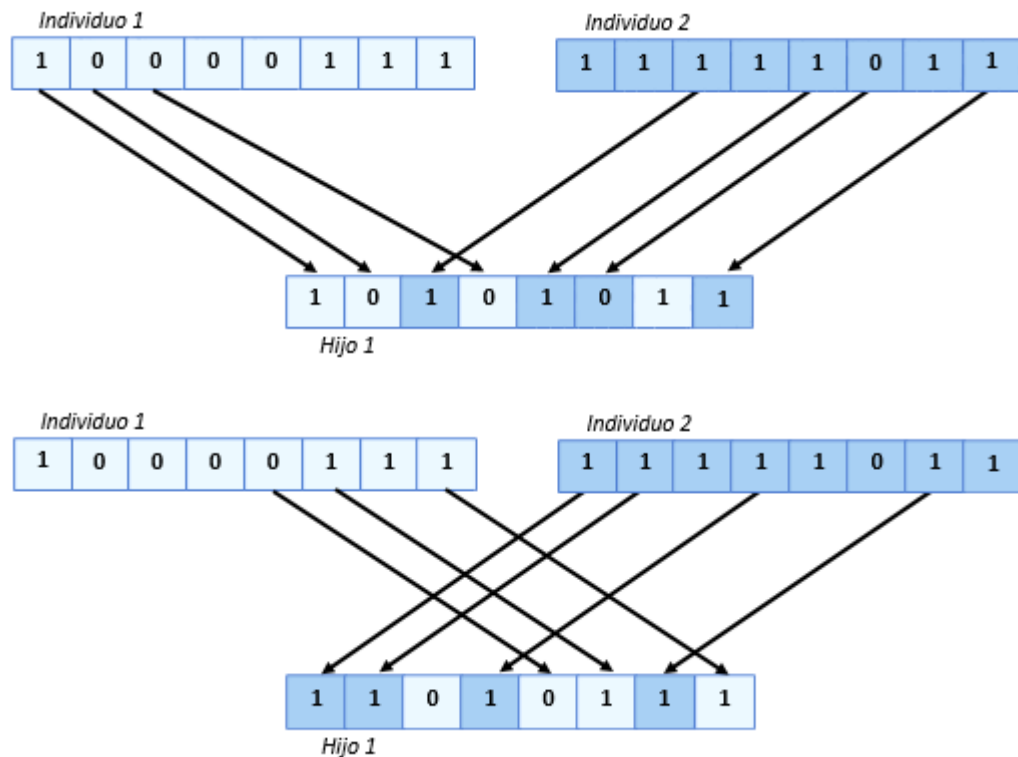 Individuo 1
Individuo 2
1 0 0 0 0 1 1 1
1 1 1 1 1 0 1 1
1 0 1 0 1 0 1 1
Hijo 1
Individuo 1
Individuo 2
1 0 0 0 0 1 1 1
1 1 1 1 1 0 1 1
1 1 0 1 0 1 1 1
Hijo 1